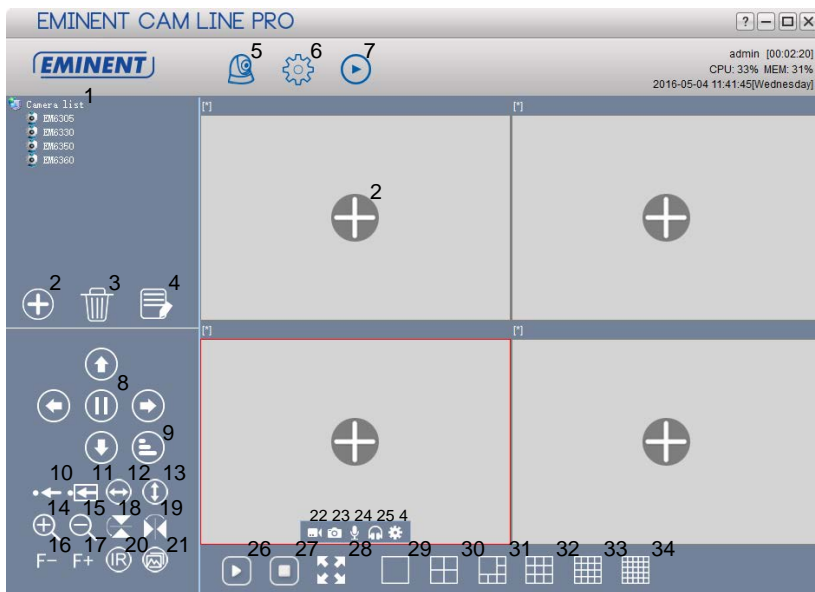 EMINENT CAM LINE PRO
?
EMINENT
5 6 7
admin [00:02:20]
CPU: 33% MEM: 31%
2016-05-04 11:41:45[Wednesday]
Camera list 1
EM6305
EM6330
EM6350
EM6360
[*] [*]
2
2 3 4
[*] [*]
8
9
10 11 12 13
14 15 18 19
16 17 20 21
F- F+ IR
22 23 24 25 4
26 27 28 29 30 31 32 33 34